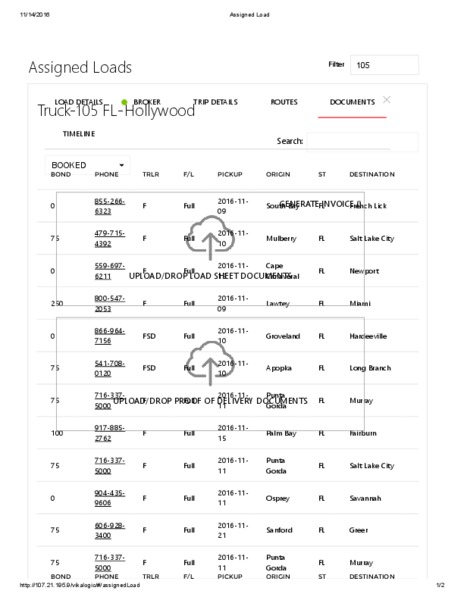 11/14/2016 Assigned Load
Assigned Loads Filter 105
LOAD DETAILS BROKER TRIP DETAILS ROUTES DOCUMENTS ×
Truck-105 FL-Hollywood
TIMELINE
Search:
BOOKED
BOND PHONE TRLR F/L PICKUP ORIGIN ST DESTINATION
GENERATE INVOICE ()
0 855-266-6323 F Full 2016-11-09 South Bay FL French Lick
75 479-715-4392 F Full 2016-11-10 Mulberry FL Salt Lake City
0 559-697-6211 F Full 2016-11-10 Cape Canaveral FL Newport
UPLOAD/DROP LOAD SHEET DOCUMENTS
250 800-547-2053 F Full 2016-11-09 Lawtey FL Miami
0 866-964-7156 FSD Full 2016-11-10 Groveland FL Hardeeville
75 541-708-0120 FSD Full 2016-11-10 Apopka FL Long Branch
75 716-337-5000 F Full 2016-11-11 Punta Gorda FL Murray
UPLOAD/DROP PROOF OF DELIVERY DOCUMENTS
100 917-885-2762 F Full 2016-11-15 Palm Bay FL Fairburn
75 716-337-5000 F Full 2016-11-11 Punta Gorda FL Salt Lake City
0 904-435-9606 F Full 2016-11-11 Osprey FL Savannah
75 606-928-3400 F Full 2016-11-21 Sanford FL Greer
75 716-337-5000 F Full 2016-11-11 Punta Gorda FL Murray
BOND PHONE TRLR F/L PICKUP ORIGIN ST DESTINATION
http://107.21.195.9/vikalogio/#/assignedLoad 1/2